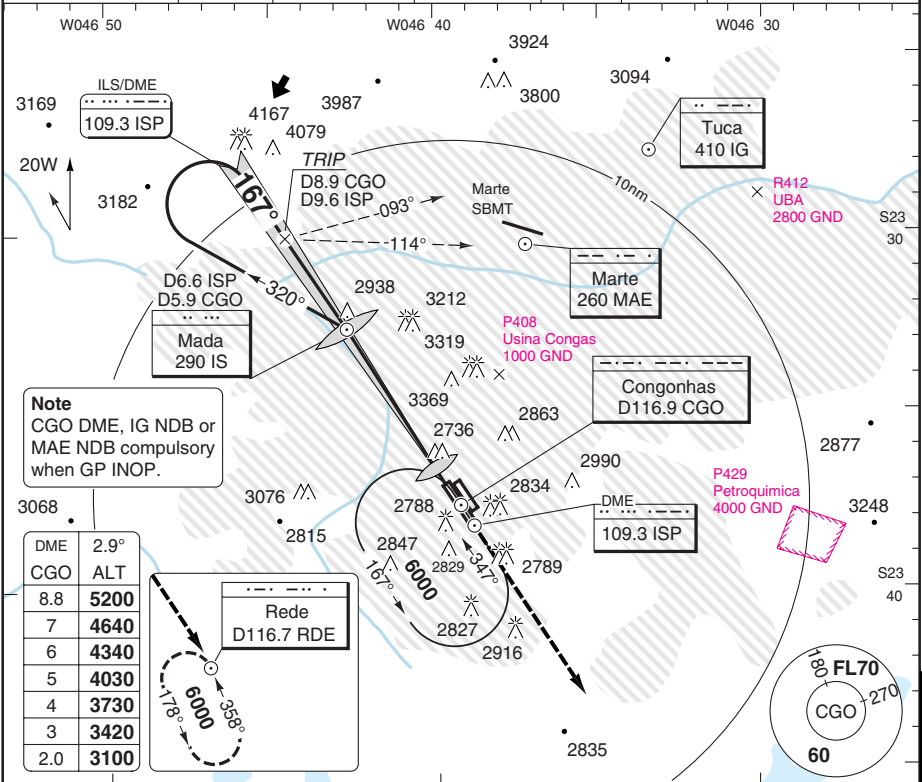 W046 50
W046 40
W046 30
3924
3094
3800
3987
4167
4079
3169
ILS/DME
109.3 ISP
20W
3182
167°
TRIP
D8.9 CGO
D9.6 ISP
093°
114°
10nm
Marte
SBMT
Tuca
410 IG
R412
UBA
2800 GND
S23
30
Marte
260 MAE
320°
D6.6 ISP
D5.9 CGO
Mada
290 IS
2938
3212
3319
3369
P408
Usina Congas
1000 GND
Congonhas
D116.9 CGO
2863
2736
2877
Note
CGO DME, IG NDB or
MAE NDB compulsory
when GP INOP.
3068
3076
2815
2788
2834
2990
DME
109.3 ISP
P429
Petroquimica
4000 GND
3248
2847
2829
2789
167°
6000
347°
2827
2916
S23
40
DME 2.9°
CGO ALT
8.8 5200
7 4640
6 4340
5 4030
4 3730
3 3420
2.0 3100
Rede
D116.7 RDE
178°
6000
358°
2835
180
FL70
270
CGO
60